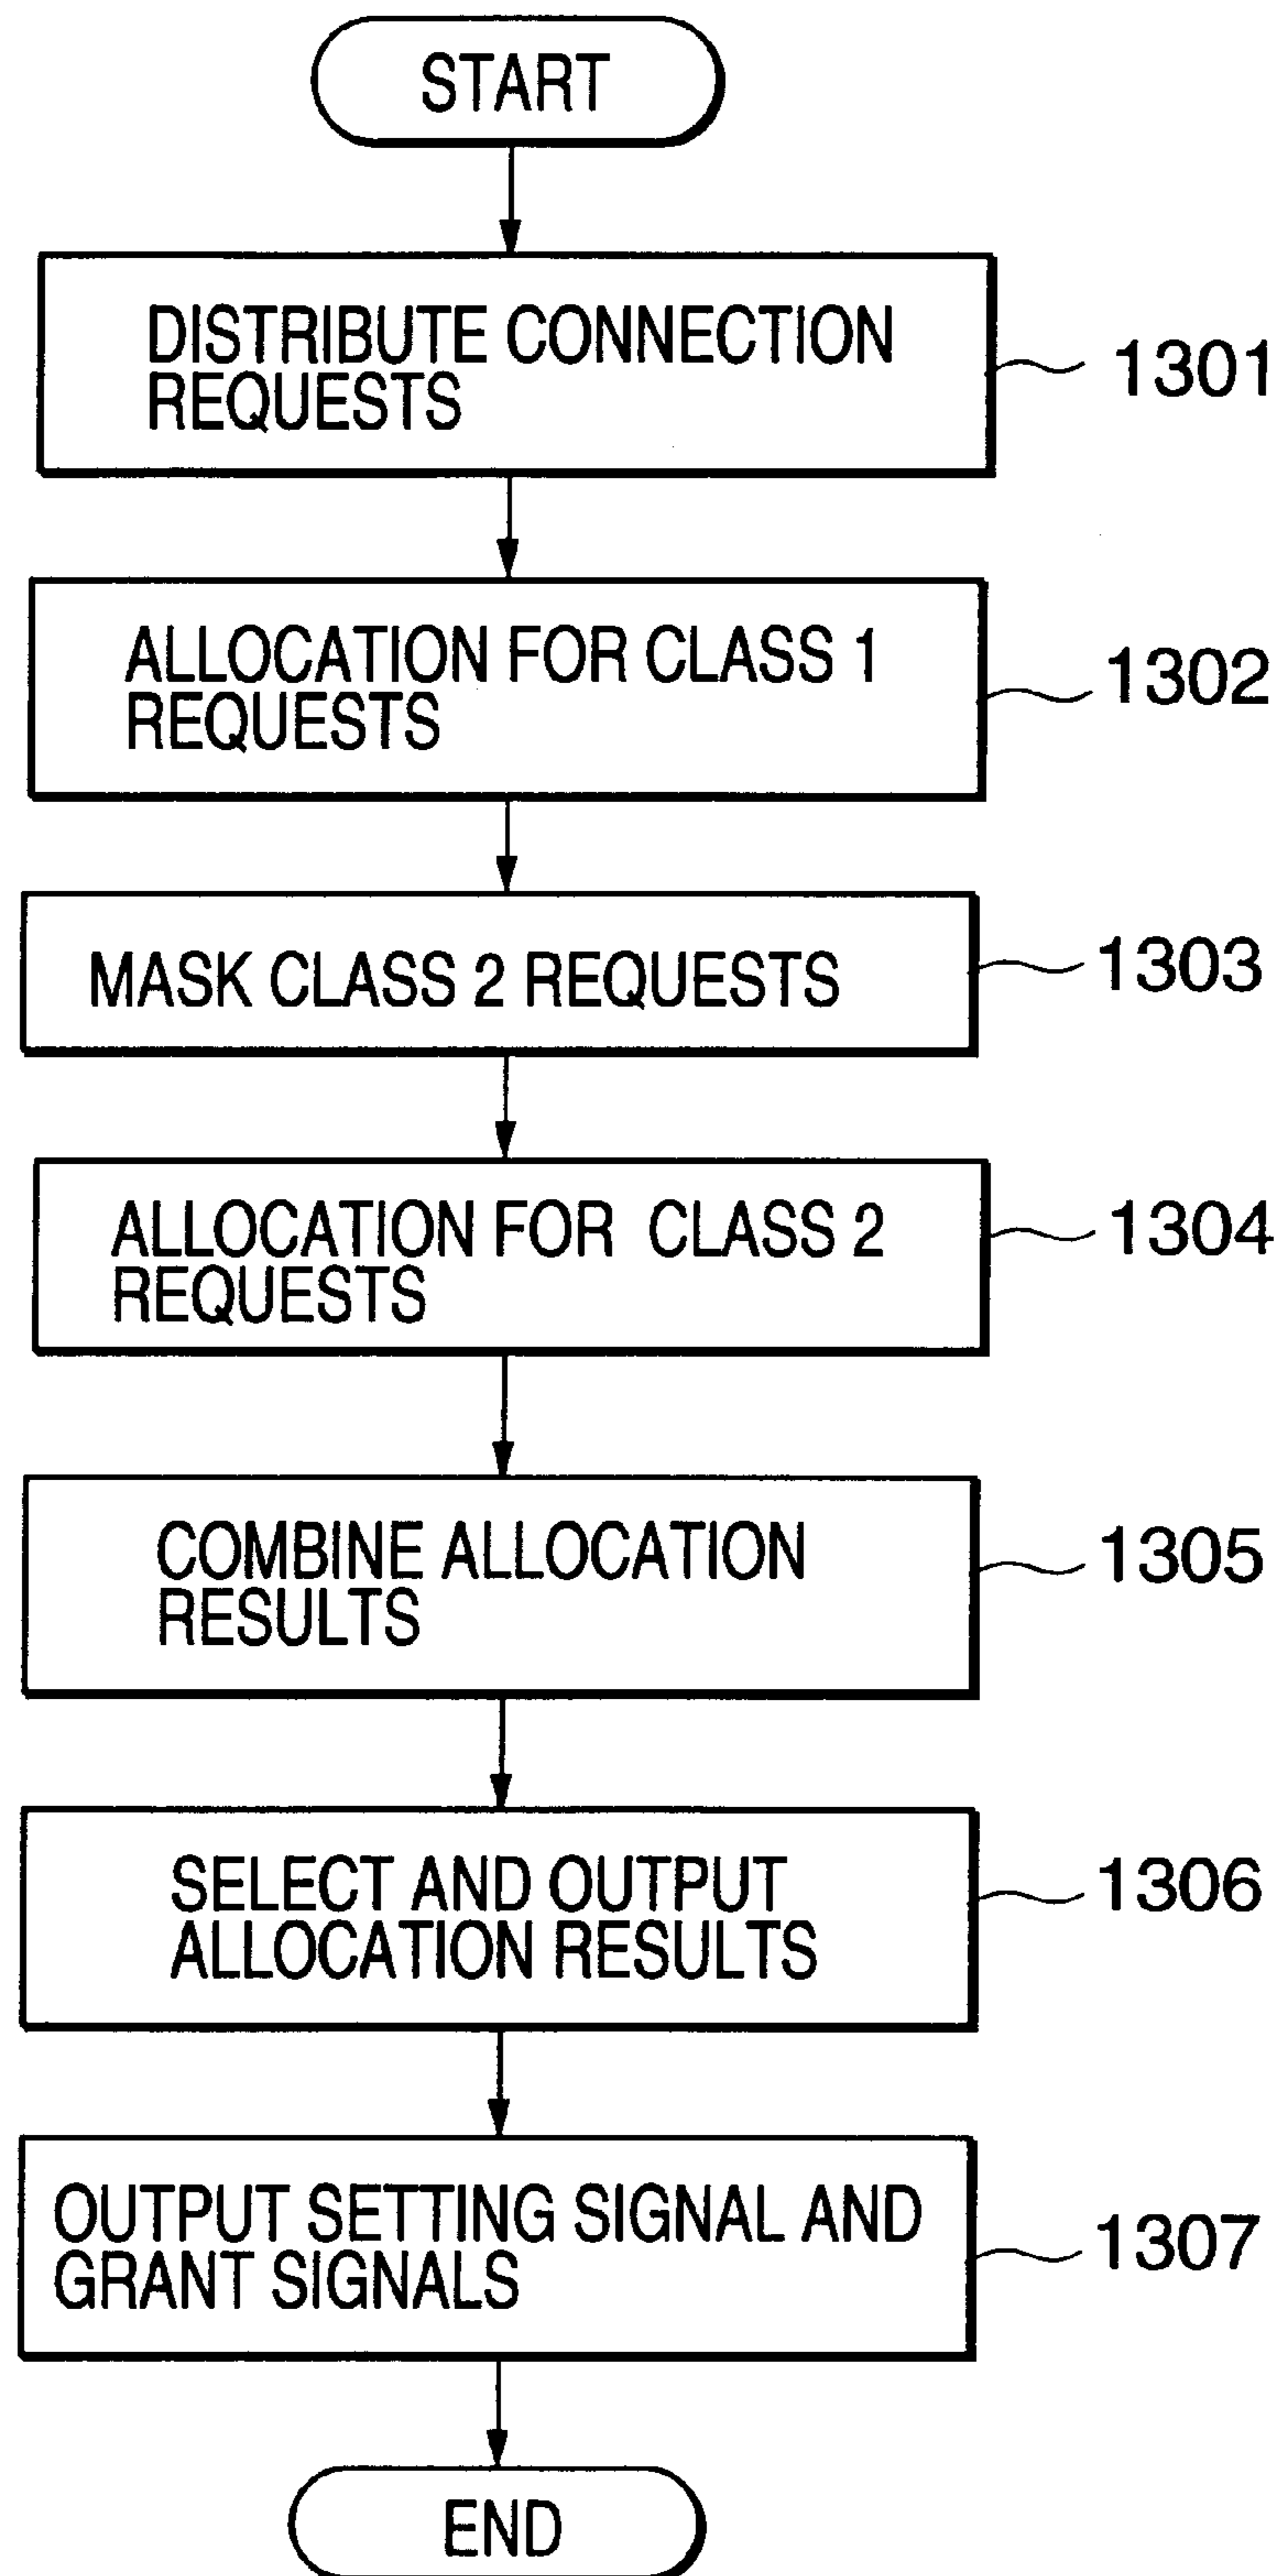 START
DISTRIBUTE CONNECTION
REQUESTS
1301
ALLOCATION FOR CLASS 1
REQUESTS
1302
MASK CLASS 2 REQUESTS
1303
ALLOCATION FOR CLASS 2
REQUESTS
1304
COMBINE ALLOCATION
RESULTS
1305
SELECT AND OUTPUT
ALLOCATION RESULTS
1306
OUTPUT SETTING SIGNAL AND
GRANT SIGNALS
1307
END